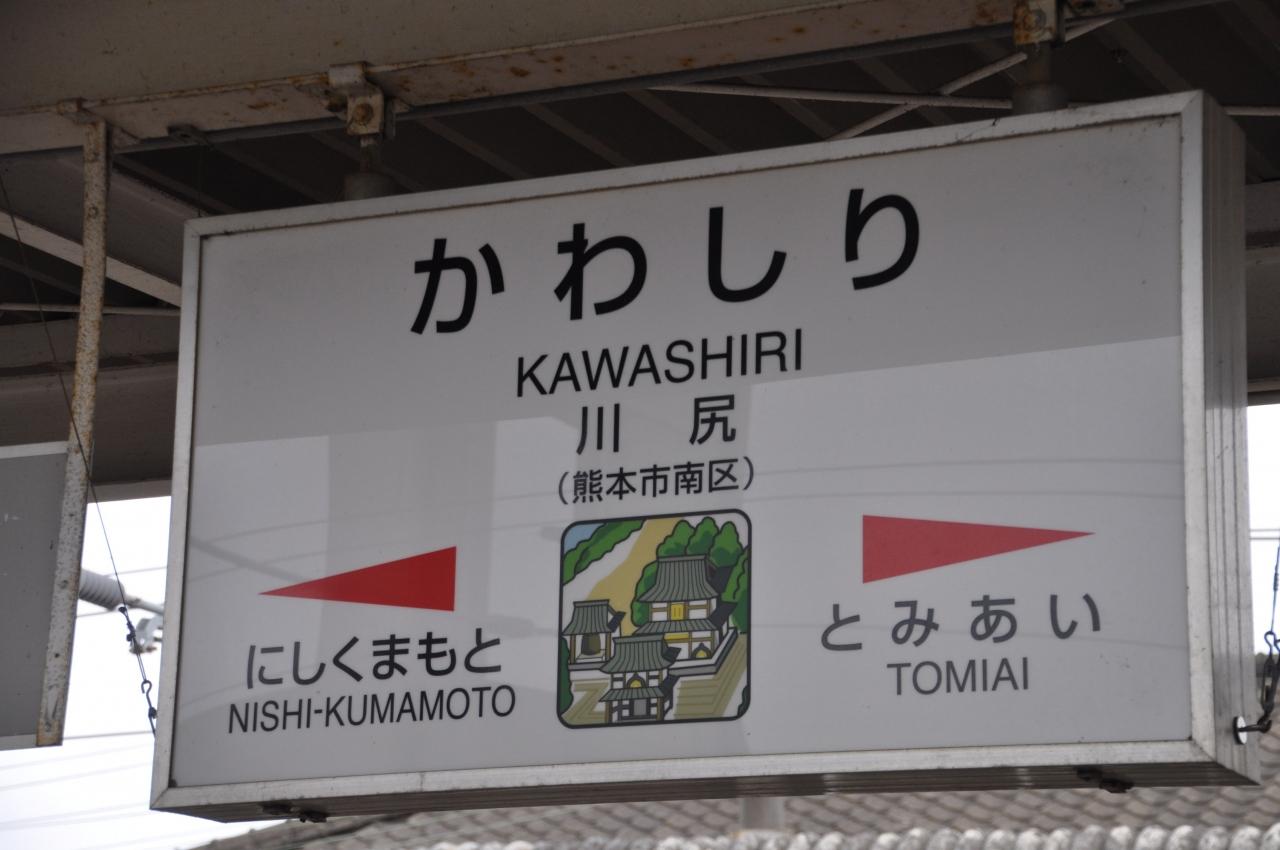 かわしり
KAWASHIRI
川尻
(熊本市南区)
にしくまもと
NISHI-KUMAMOTO
とみあい
TOMIAI